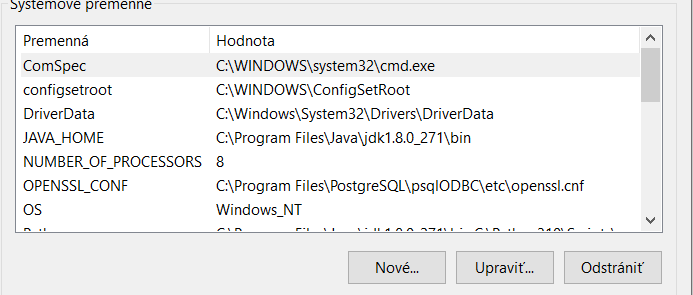 Systémové premenné
Premenná Hodnota
ComSpec C:\WINDOWS\system32\cmd.exe
configsetroot C:\WINDOWS\ConfigSetRoot
DriverData C:\Windows\System32\Drivers\DriverData
JAVA_HOME C:\Program Files\Java\jdk1.8.0_271\bin
NUMBER_OF_PROCESSORS 8
OPENSSL_CONF C:\Program Files\PostgreSQL\psqlODBC\etc\openssl.cnf
OS Windows_NT
Nové...
Upraviť...
Odstrániť